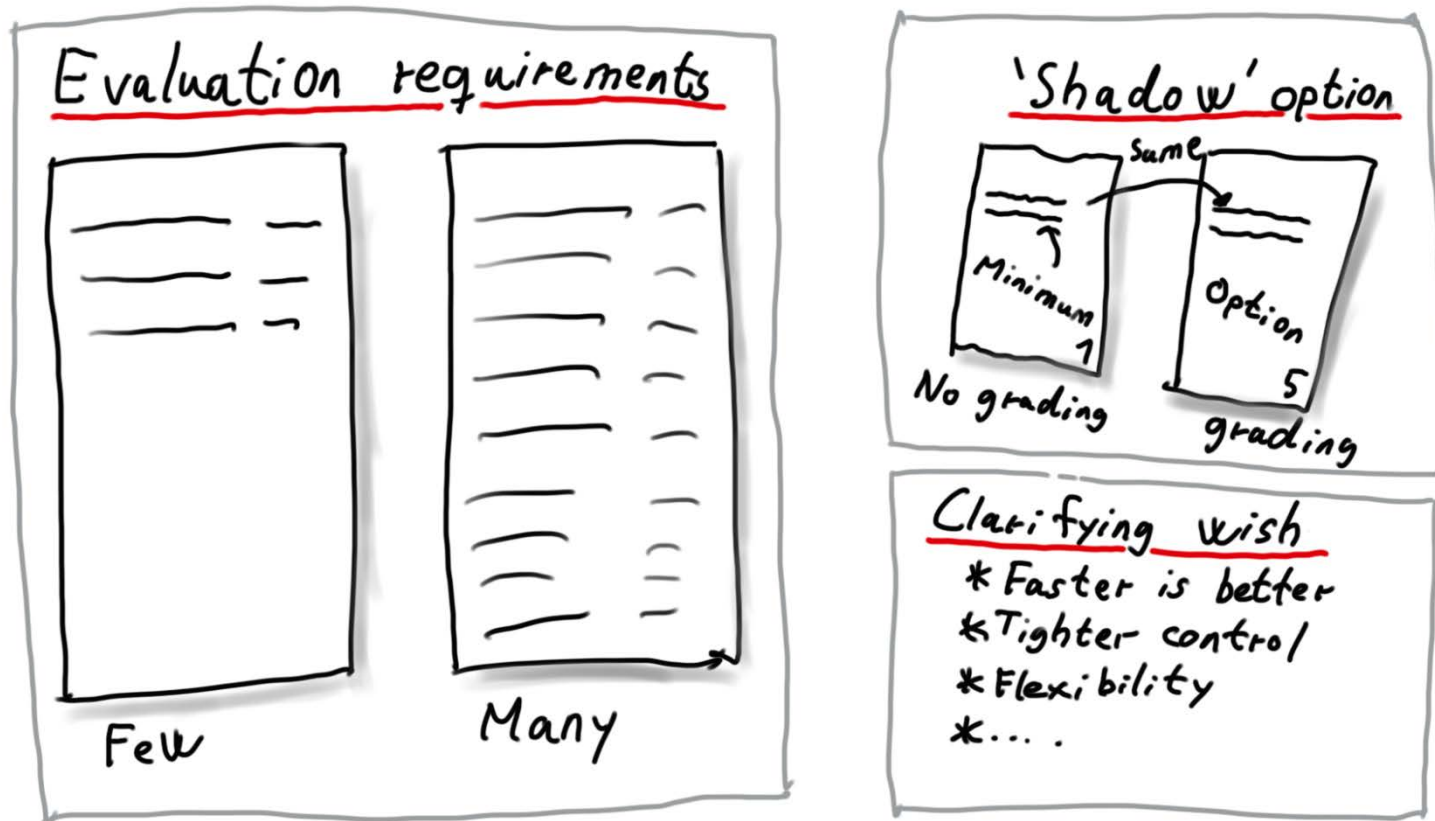 Evaluation requirements
Few
Many
'Shadow' option
same
Minimum
1
Option
5
No grading
grading
Clarifying wish
* Faster is better
* Tighter control
* Flexibility
* ....